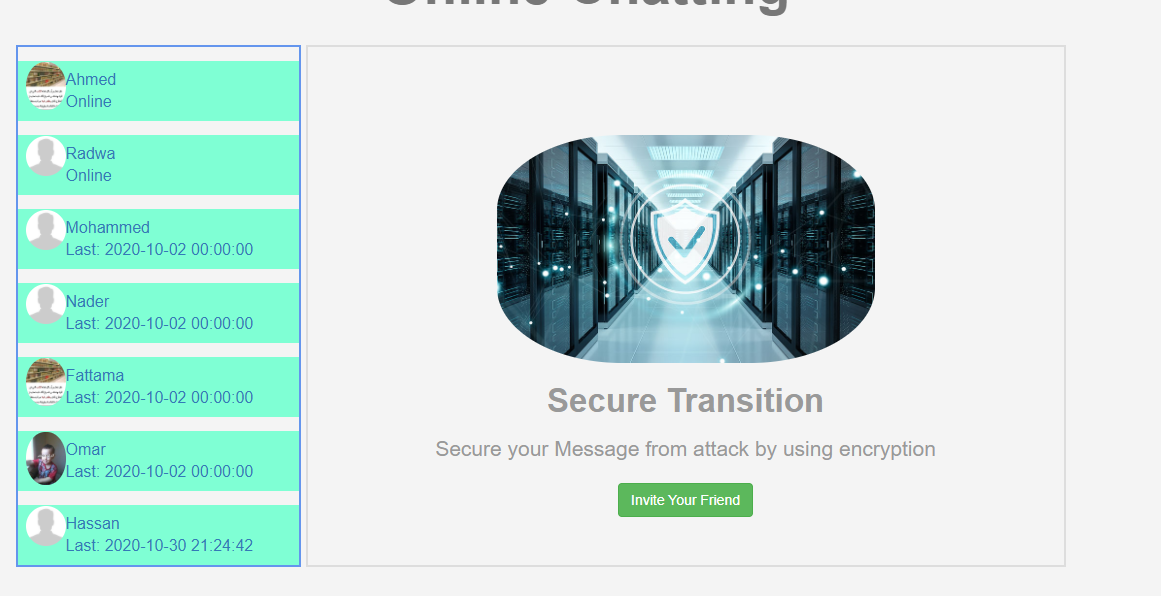 Online Chatting
Ahmed
Online
Radwa
Online
Mohammed
Last: 2020-10-02 00:00:00
Nader
Last: 2020-10-02 00:00:00
Fattama
Last: 2020-10-02 00:00:00
Omar
Last: 2020-10-02 00:00:00
Hassan
Last: 2020-10-30 21:24:42
Secure Transition
Secure your Message from attack by using encryption
Invite Your Friend